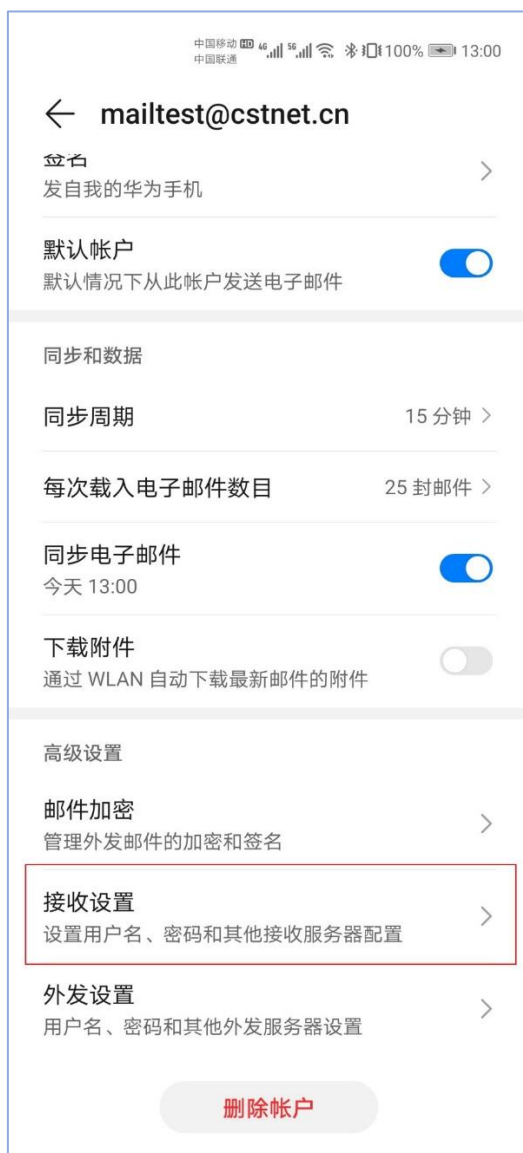 中国移动 HD 4G 5G 100% 13:00
中国联通
mailtest@cstnet.cn
签名
发自我的华为手机
默认帐户
默认情况下从此帐户发送电子邮件
同步和数据
同步周期 15 分钟
每次载入电子邮件数目 25 封邮件
同步电子邮件
今天 13:00
下载附件
通过 WLAN 自动下载最新邮件的附件
高级设置
邮件加密
管理外发邮件的加密和签名
接收设置
设置用户名、密码和其他接收服务器配置
外发设置
用户名、密码和其他外发服务器设置
删除帐户